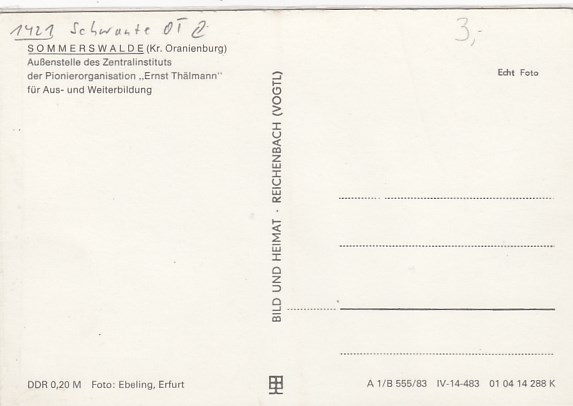 1421 Schwante OT 2
3,-
SOMMERSWALDE (Kr. Oranienburg)
Außenstelle des Zentralinstituts
der Pionierorganisation „Ernst Thälmann"
für Aus- und Weiterbildung
Echt Foto
BILD UND HEIMAT · REICHENBACH (VOGTL)
DDR 0,20 M Foto: Ebeling, Erfurt
A 1/B 555/83 IV-14-483 01 04 14 288 K